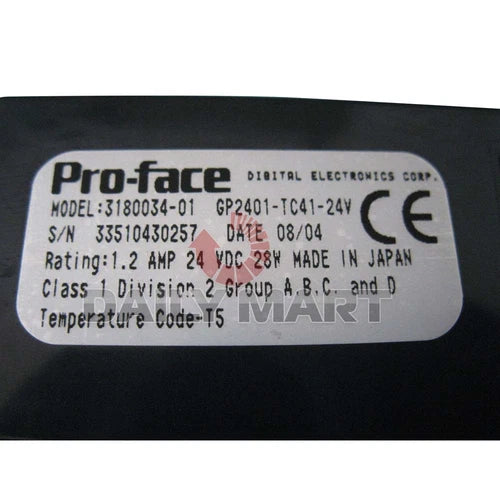 Pro-face DIGITAL ELECTRONICS CORP.
MODEL:3180034-01 GP2401-TC41-24V
S/N 33510430257 DATE 08/04 CE
Rating:1.2 AMP 24 VDC 28W MADE IN JAPAN
Class 1 Division 2 Group A,B,C, and D
DAILY MART
Temperature Code-T5